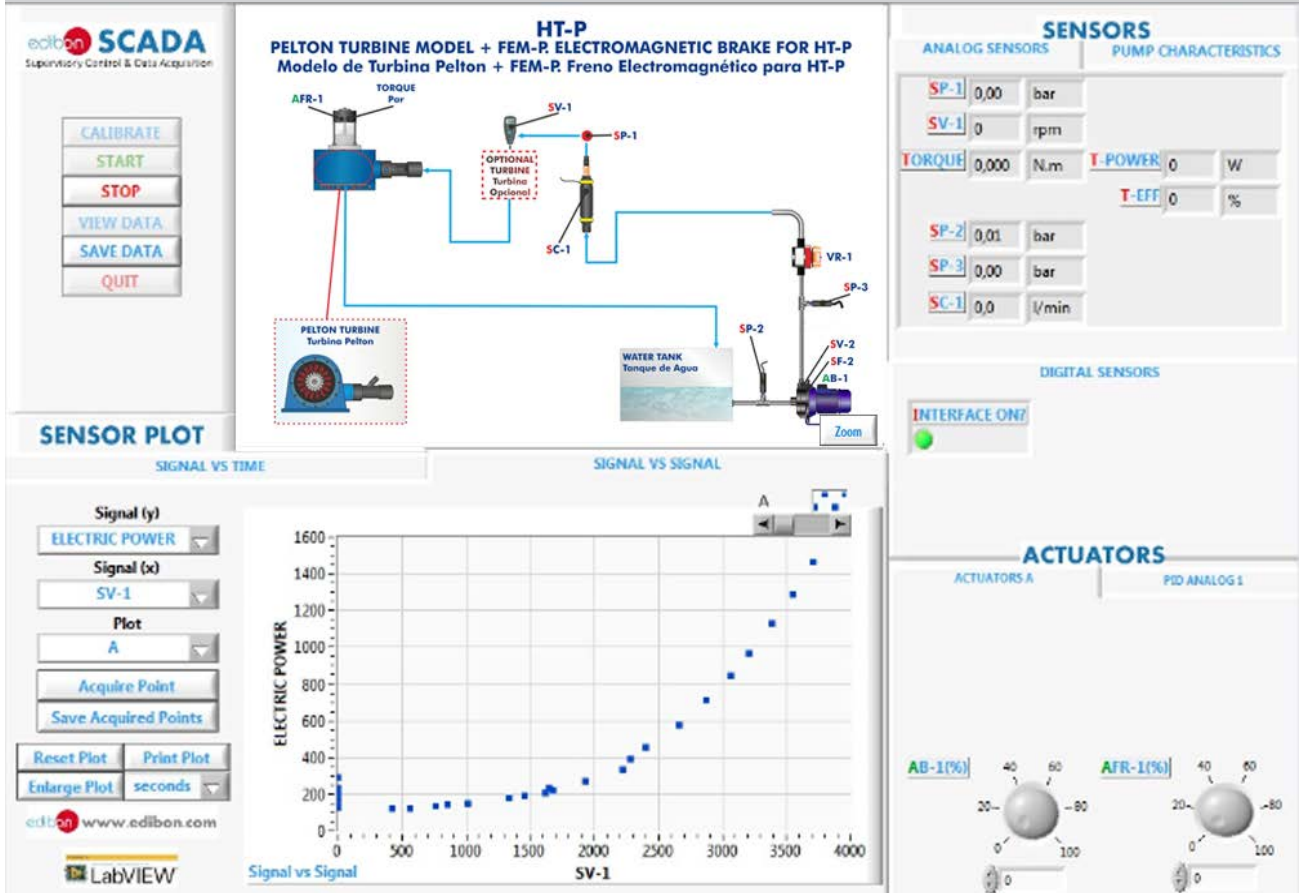 edibon SCADA
Supervisory Control & Data Acquisition
CALIBRATE
START
STOP
VIEW DATA
SAVE DATA
QUIT
HT-P
PELTON TURBINE MODEL + FEM-P. ELECTROMAGNETIC BRAKE FOR HT-P
Modelo de Turbina Pelton + FEM-P. Freno Electromagnético para HT-P
AFR-1
TORQUE
Par
SV-1
SP-1
OPTIONAL
TURBINE
Turbina
Opcional
SC-1
VR-1
SP-3
PELTON TURBINE
Turbina Pelton
SP-2
WATER TANK
Tanque de Agua
SV-2
SF-2
AB-1
Zoom
SENSORS
ANALOG SENSORS
PUMP CHARACTERISTICS
SP-1 0,00 bar
SV-1 0 rpm
TORQUE 0,000 N.m T-POWER 0 W
T-EFF 0 %
SP-2 0,01 bar
SP-3 0,00 bar
SC-1 0,0 l/min
DIGITAL SENSORS
INTERFACE ON?
SENSOR PLOT
SIGNAL VS TIME
SIGNAL VS SIGNAL
Signal (y)
ELECTRIC POWER
Signal (x)
SV-1
Plot
A
Acquire Point
Save Acquired Points
Reset Plot Print Plot
Enlarge Plot seconds
edibon www.edibon.com
LabVIEW
A
ELECTRIC POWER
1600
1400
1200
1000
800
600
400
200
0
0 500 1000 1500 2000 2500 3000 3500 4000
Signal vs Signal
SV-1
ACTUATORS
ACTUATORS A
PID ANALOG 1
AB-1(%)
0 20 40 60 80 100
0
AFR-1(%)
0 20 40 60 80 100
0